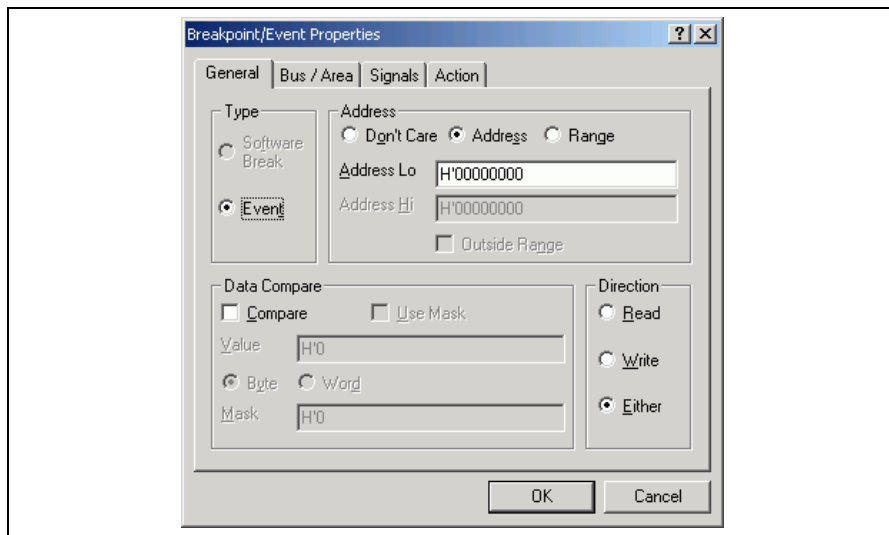 Breakpoint/Event Properties
General Bus / Area Signals Action
Type
Software
Break
Event
Address
Don't Care Address Range
Address Lo H'00000000
Address Hi H'00000000
Outside Range
Data Compare
Compare Use Mask
Value H'0
Byte Word
Mask H'0
Direction
Read
Write
Either
OK Cancel